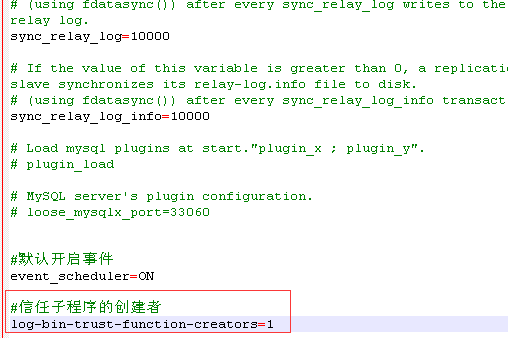 # (using fdatasync()) after every sync_relay_log writes to the
relay log.
sync_relay_log=10000
# If the value of this variable is greater than 0, a replicatio
slave synchronizes its relay-log.info file to disk.
# (using fdatasync()) after every sync_relay_log_info transact
sync_relay_log_info=10000
# Load mysql plugins at start."plugin_x ; plugin_y".
# plugin_load
# MySQL server's plugin configuration.
# loose_mysqlx_port=33060
#默认开启事件
event_scheduler=ON
#信任子程序的创建者
log-bin-trust-function-creators=1